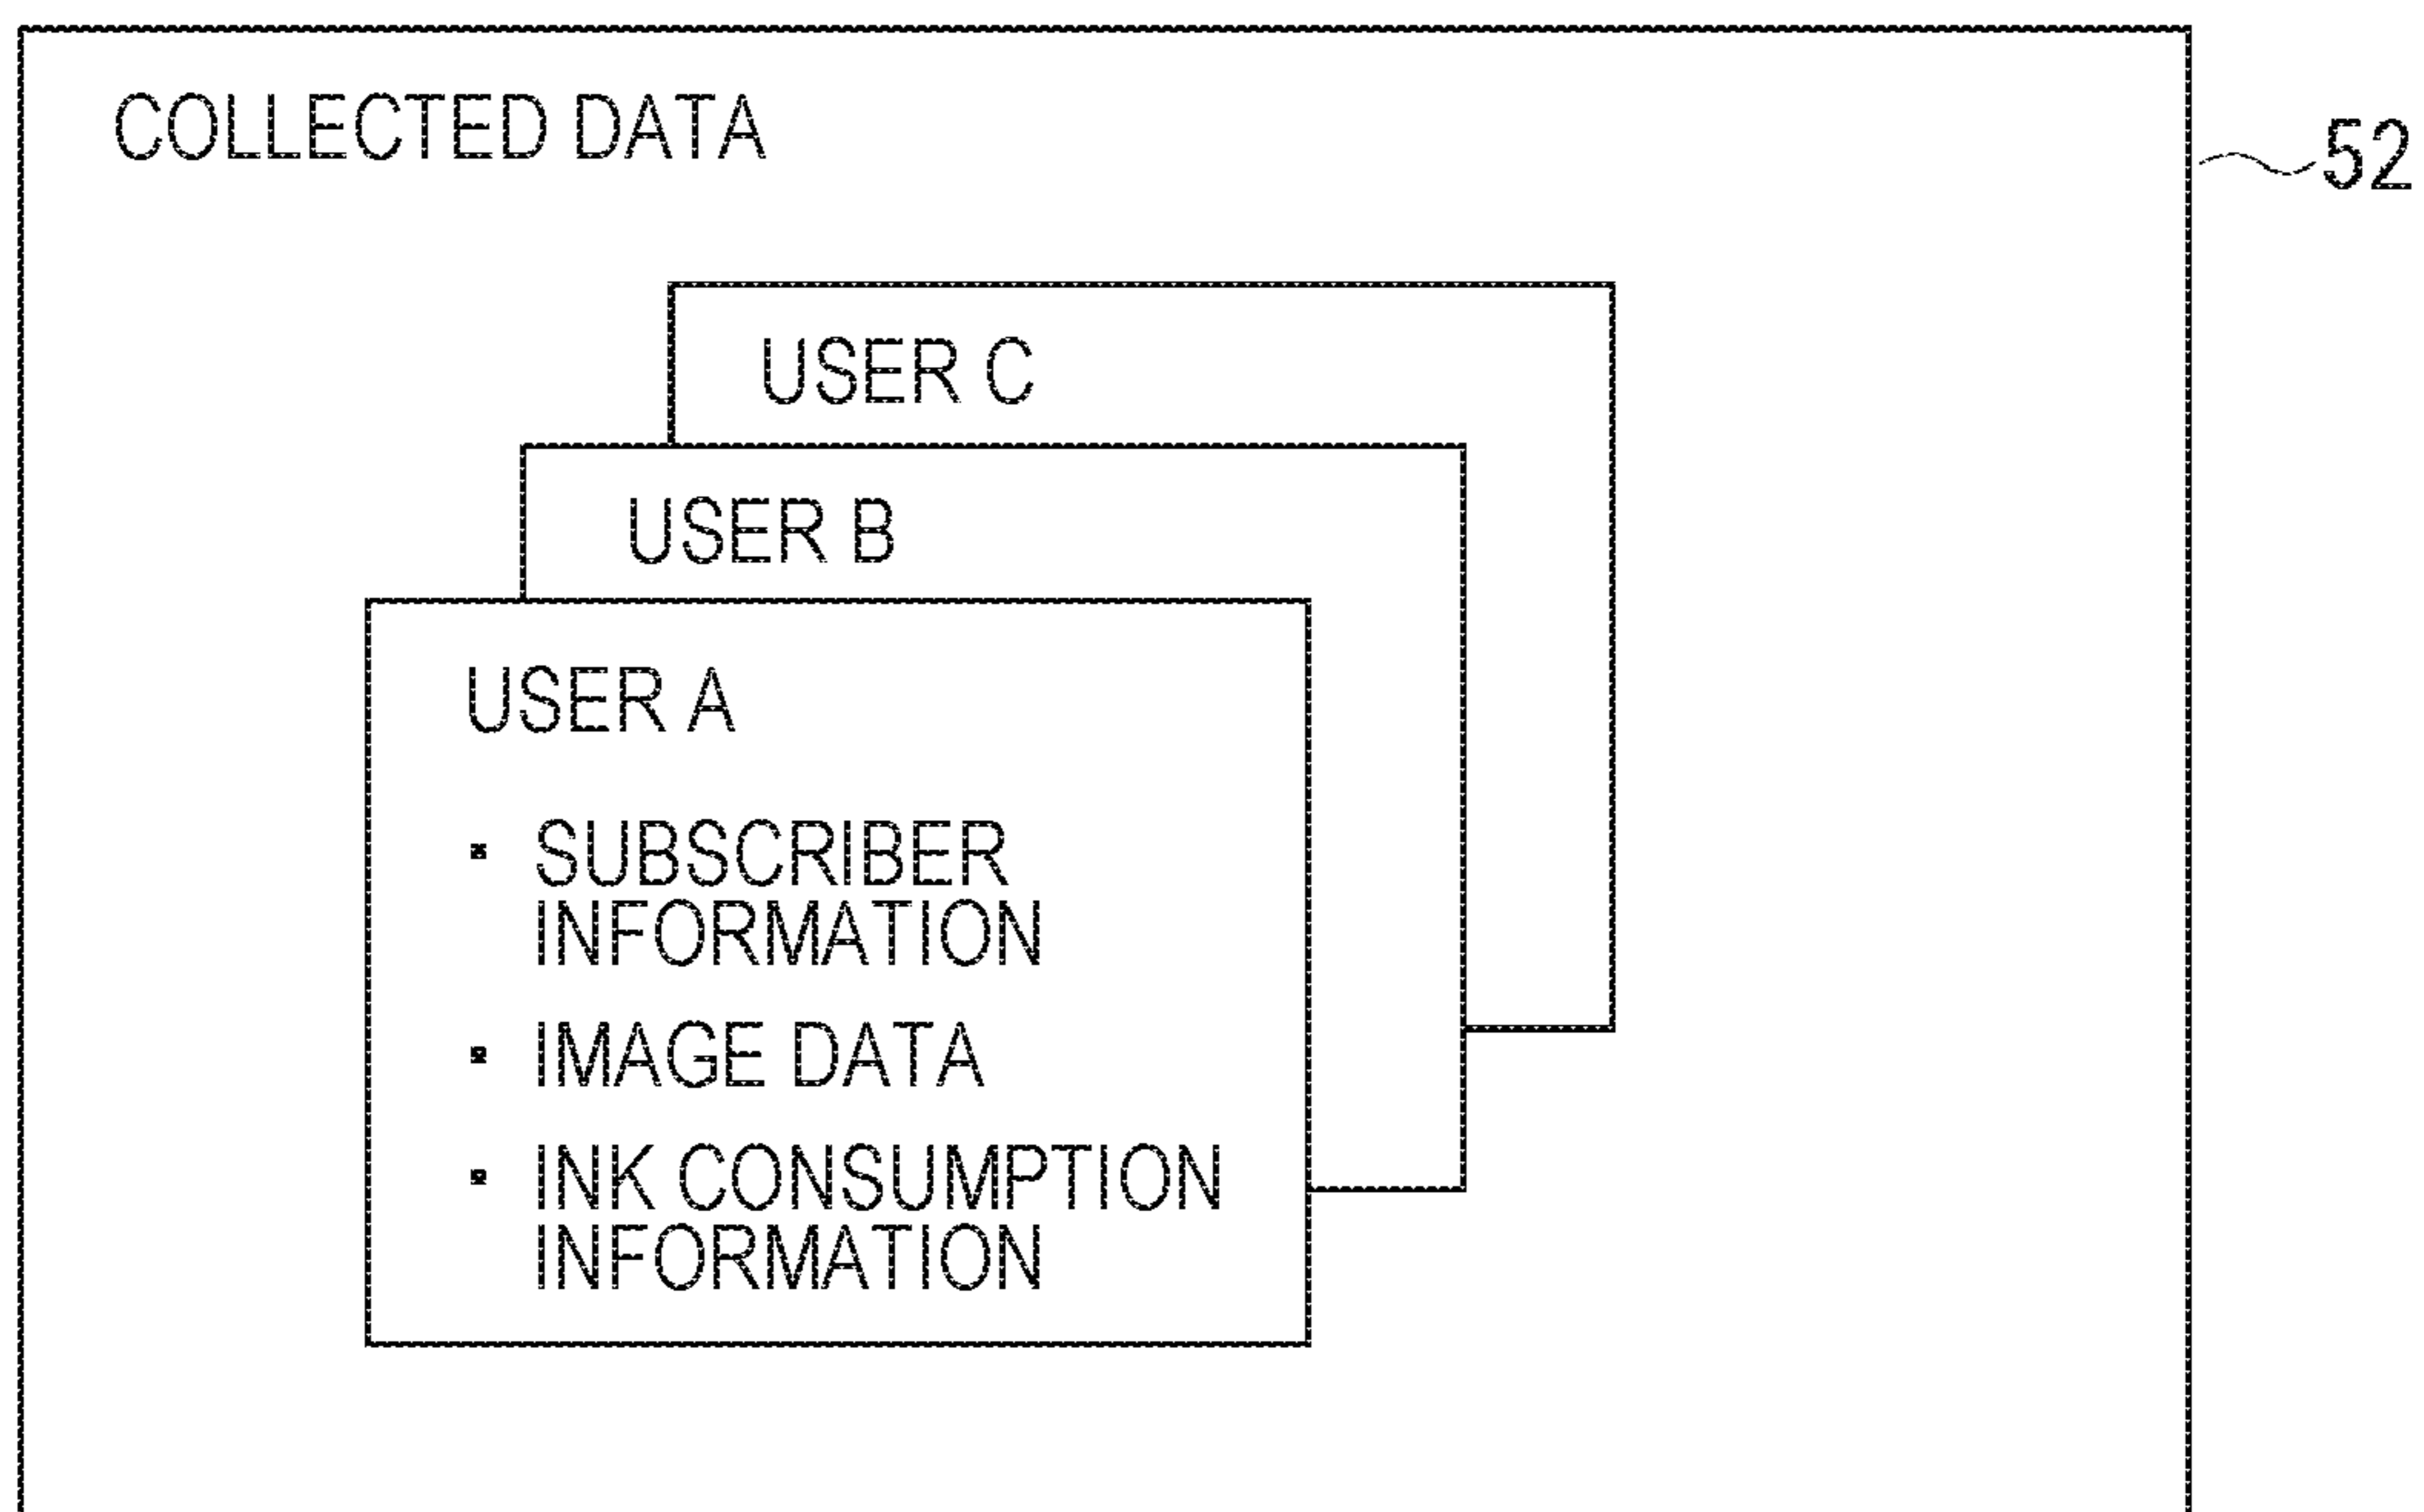 COLLECTED DATA
52
USER C
USER B
USER A
▪ SUBSCRIBER
INFORMATION
▪ IMAGE DATA
▪ INK CONSUMPTION
INFORMATION